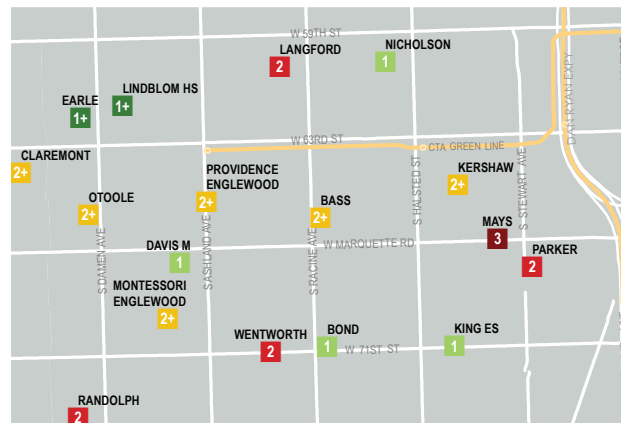 W 59TH ST
LANGFORD
2
NICHOLSON
1
DAN RYAN EXPY
EARLE
1+
LINDBLOM HS
1+
W 63RD ST
CTA GREEN LINE
CLAREMONT
2+
PROVIDENCE
ENGLEWOOD
2+
KERSHAW
2+
OTOOLE
2+
BASS
2+
S DAMEN AVE
S ASHLAND AVE
S RACINE AVE
S HALSTED ST
S STEWART AVE
MAYS
3
W MARQUETTE RD
DAVIS M
1
PARKER
2
MONTESSORI
ENGLEWOOD
2+
WENTWORTH
2
BOND
1
W 71ST ST
KING ES
1
RANDOLPH
2